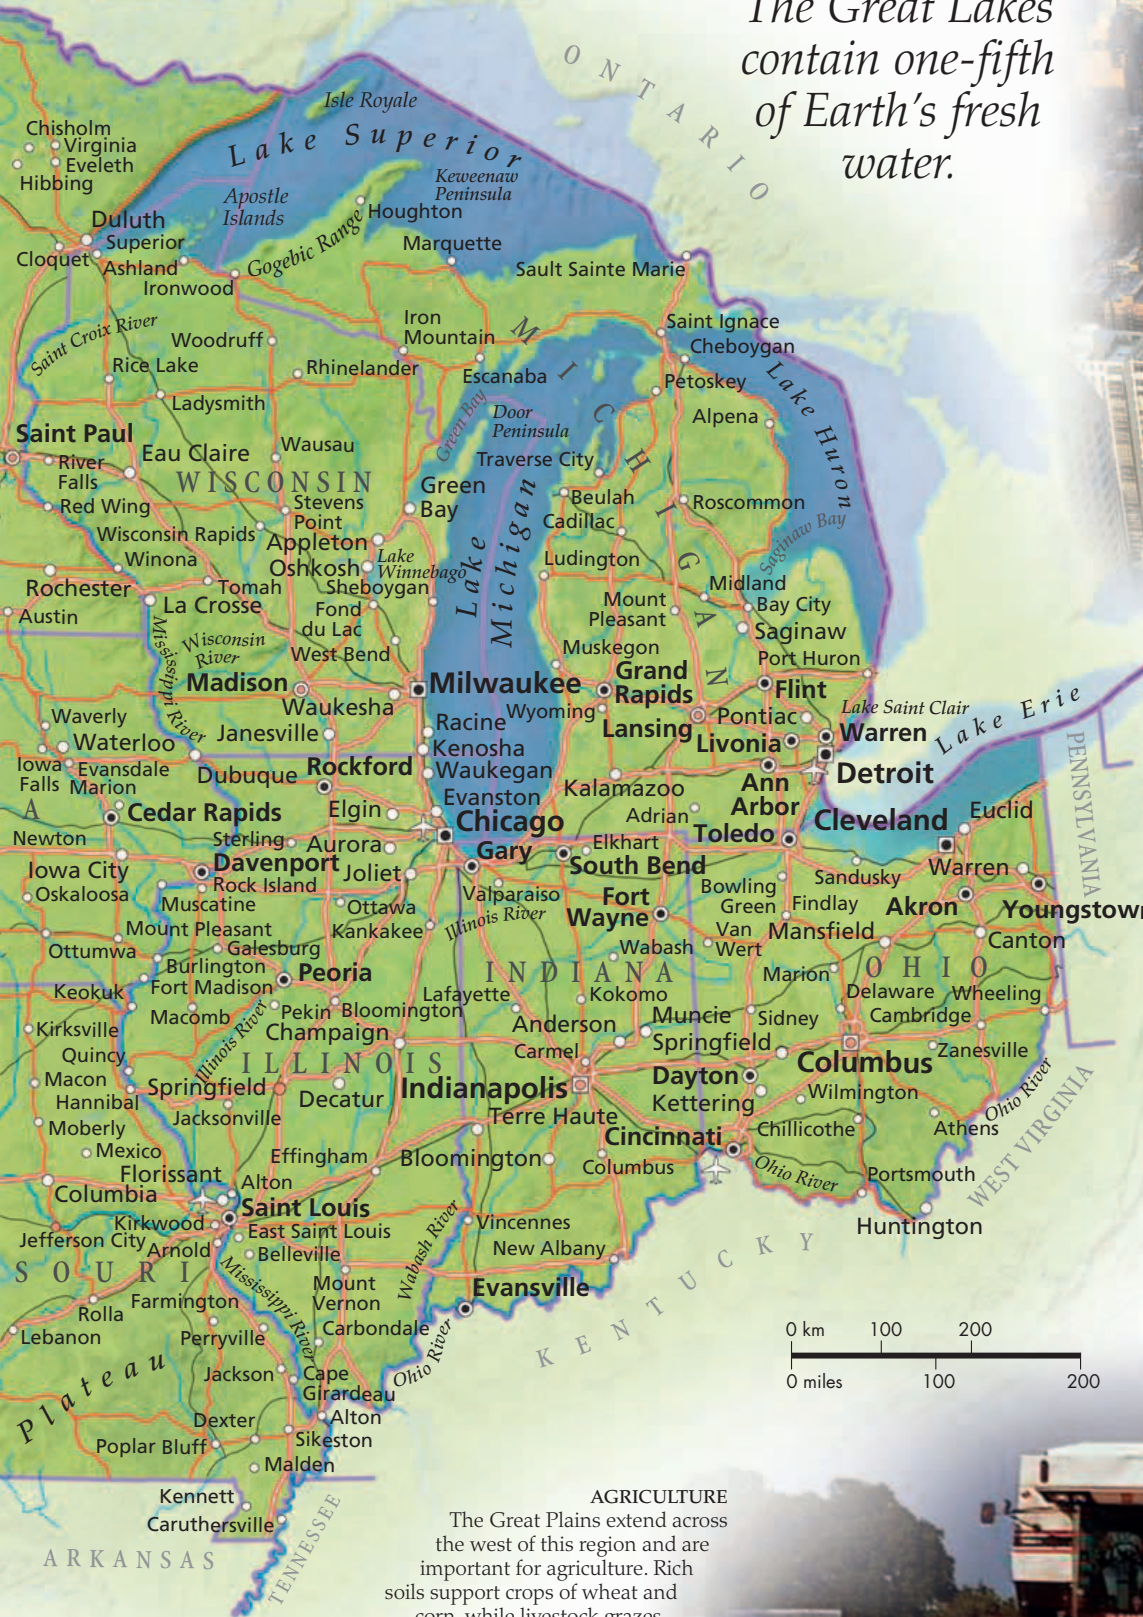 The Great Lakes
contain one-fifth
of Earth's fresh
water.
ONTARIO
Isle Royale
Lake Superior
Chisholm
Virginia
Eveleth
Hibbing
Keweenaw
Peninsula
Apostle
Islands
Houghton
Duluth
Superior
Cloquet
Ashland
Ironwood
Gogebic Range
Marquette
Sault Sainte Marie
Saint Croix River
Woodruff
Iron
Mountain
MICHIGAN
Saint Ignace
Cheboygan
Rice Lake
Rhinelander
Escanaba
Petoskey
Lake Huron
Ladysmith
Green Bay
Door
Peninsula
Alpena
Saint Paul
River
Falls
Eau Claire
Wausau
Traverse City
WISCONSIN
Red Wing
Stevens
Point
Green
Bay
Beulah
Roscommon
Wisconsin Rapids
Appleton
Cadillac
Saginaw Bay
Winona
Oshkosh
Lake
Winnebago
Lake
Michigan
Ludington
Rochester
Tomah
Sheboygan
Midland
Austin
La Crosse
Fond
du Lac
Mount
Pleasant
Bay City
Saginaw
Mississippi River
Wisconsin
River
West Bend
Muskegon
Port Huron
Madison
Milwaukee
Grand
Rapids
Flint
Waukesha
Wyoming
Lake Saint Clair
Lake Erie
Waverly
Janesville
Racine
Lansing
Pontiac
Warren
Waterloo
Kenosha
Livonia
Iowa
Falls
Evansdale
Marion
Dubuque
Rockford
Waukegan
Kalamazoo
Ann
Arbor
Detroit
PENNSYLVANIA
A
Cedar Rapids
Elgin
Evanston
Adrian
Chicago
Toledo
Cleveland
Euclid
Newton
Sterling
Aurora
Gary
Elkhart
South Bend
Iowa City
Davenport
Joliet
Sandusky
Warren
Oskaloosa
Rock Island
Muscatine
Ottawa
Valparaiso
Fort
Wayne
Bowling
Green
Findlay
Akron
Youngstown
Mount Pleasant
Kankakee
Illinois River
Van
Wert
Mansfield
Canton
Ottumwa
Galesburg
Wabash
Burlington
Peoria
INDIANA
Marion
OHIO
Keokuk
Fort Madison
Lafayette
Kokomo
Delaware
Wheeling
Macomb
Pekin
Bloomington
Muncie
Sidney
Cambridge
Kirksville
Illinois River
Champaign
Anderson
Springfield
Quincy
ILLINOIS
Carmel
Columbus
Zanesville
Macon
Springfield
Indianapolis
Dayton
Wilmington
Ohio River
Hannibal
Decatur
Kettering
Jacksonville
Terre Haute
Moberly
Cincinnati
Chillicothe
Athens
WEST VIRGINIA
Mexico
Effingham
Bloomington
Columbus
Ohio River
Florissant
Alton
Portsmouth
Columbia
Saint Louis
Kirkwood
East Saint Louis
Wabash River
Vincennes
Huntington
Jefferson City
Arnold
Belleville
New Albany
KENTUCKY
SOURI
Mississippi River
Mount
Vernon
Evansville
Rolla
Farmington
Lebanon
Perryville
Carbondale
Ohio River
0 km 100 200
0 miles 100 200
Plateau
Jackson
Cape
Girardeau
Dexter
Alton
Poplar Bluff
Sikeston
Malden
Kennett
Caruthersville
ARKANSAS
TENNESSEE
AGRICULTURE
The Great Plains extend across
the west of this region and are
important for agriculture. Rich
soils support crops of wheat and
corn, while livestock grazes